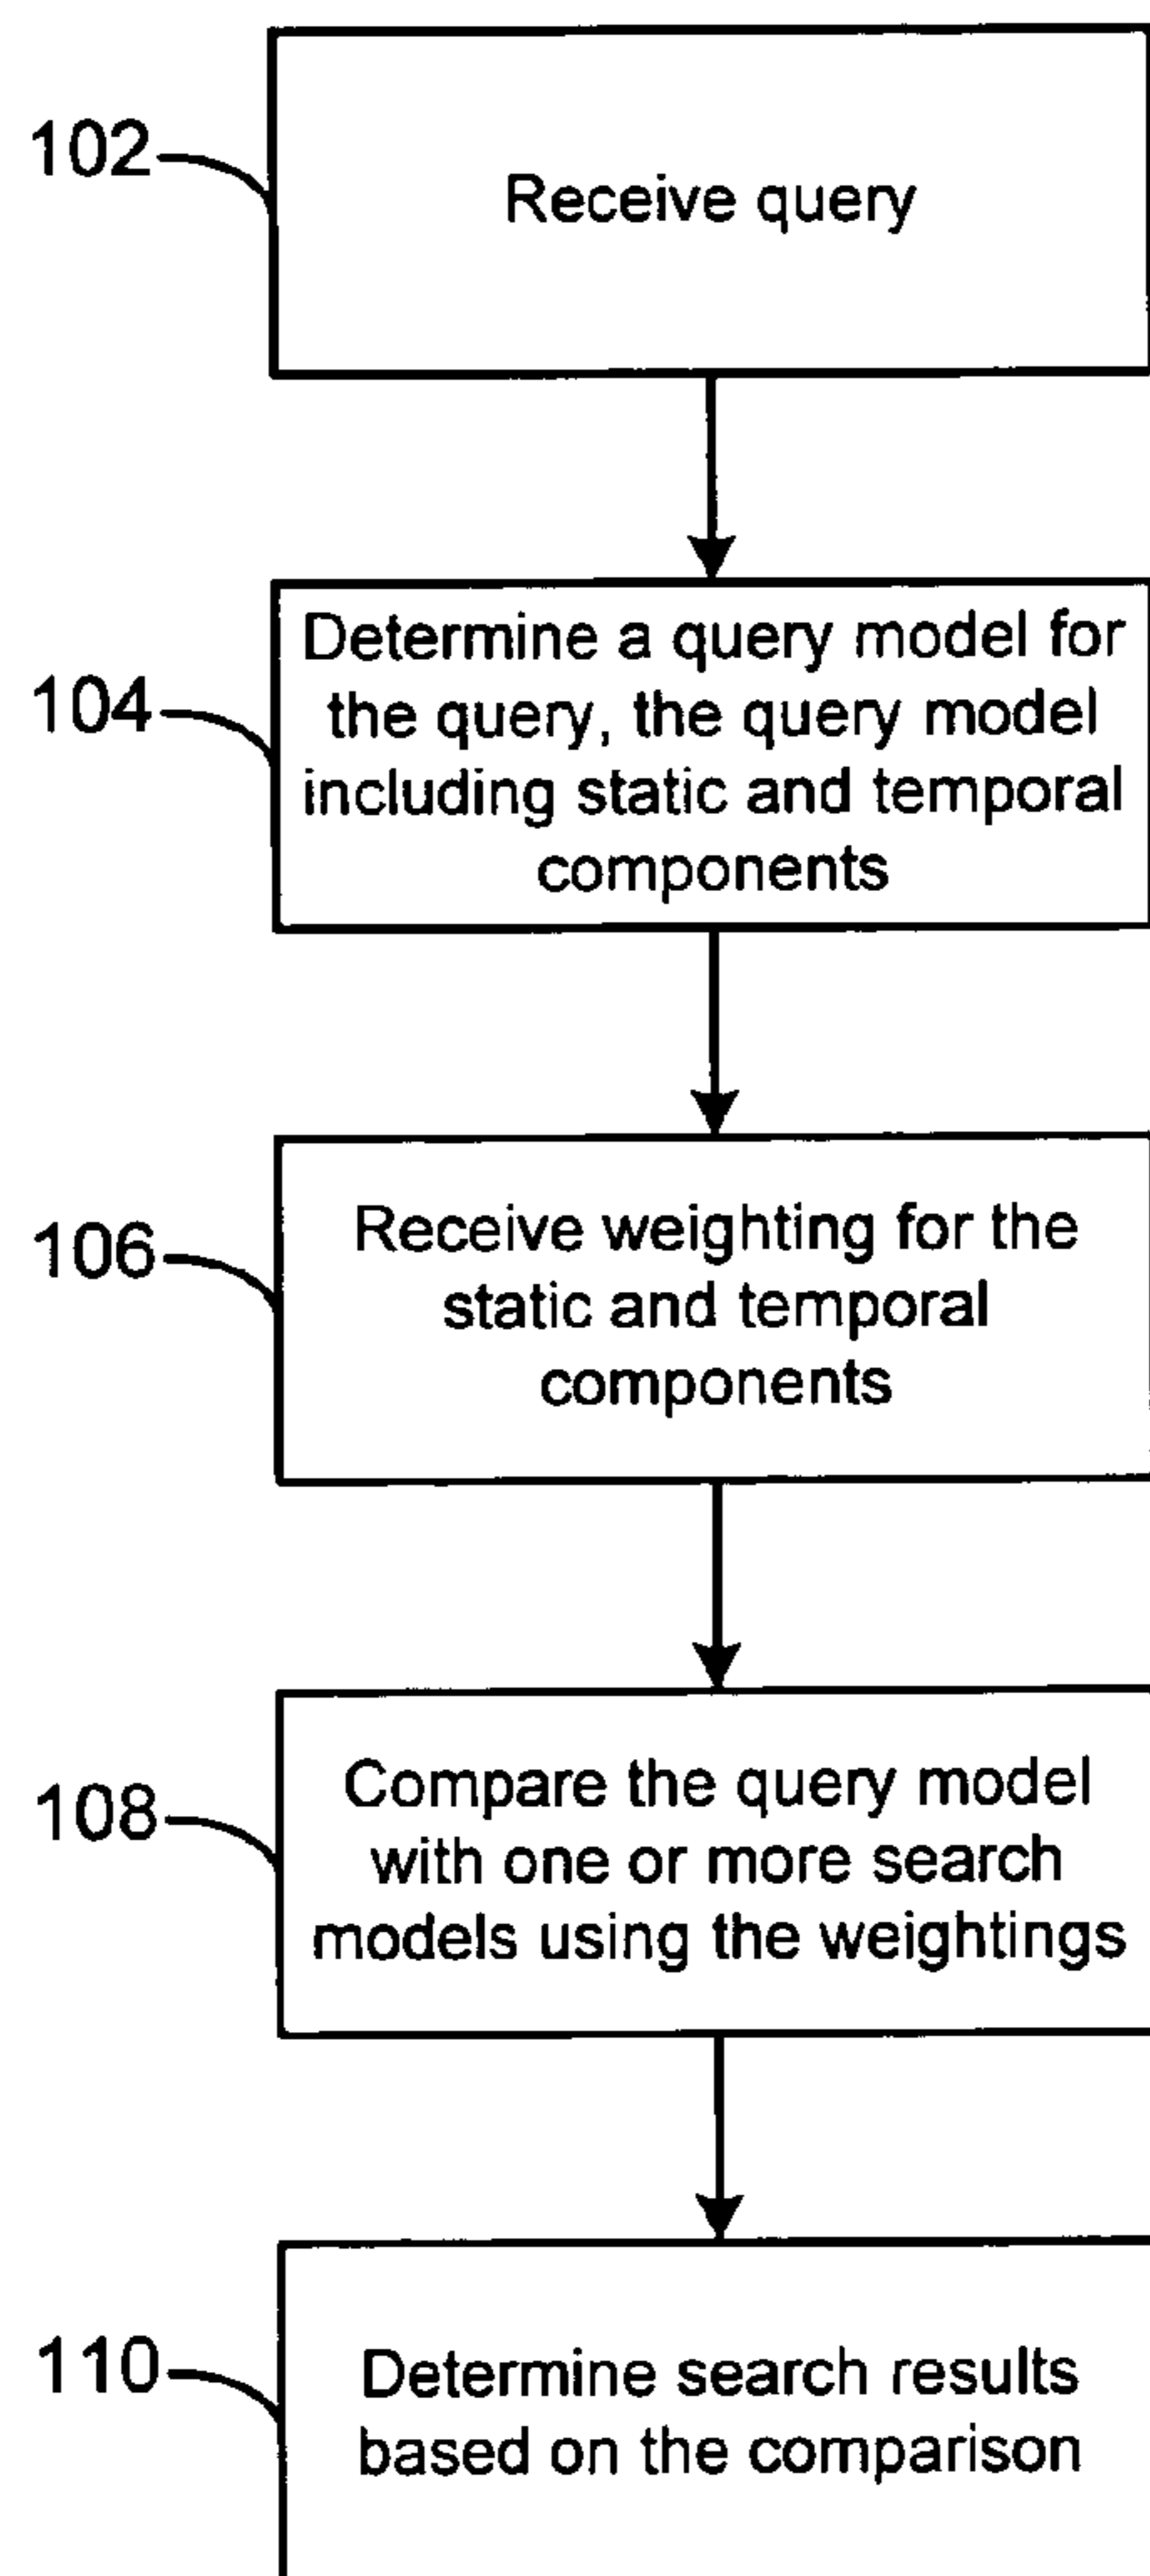 102
Receive query
104
Determine a query model for
the query, the query model
including static and temporal
components
106
Receive weighting for the
static and temporal
components
108
Compare the query model
with one or more search
models using the weightings
110
Determine search results
based on the comparison